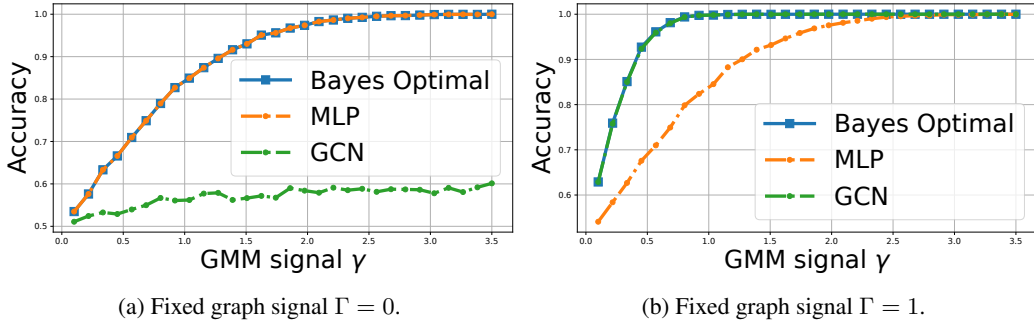 1.0
0.9
0.8
0.7
0.6
0.5
Accuracy
Bayes Optimal
MLP
GCN
0.0 0.5 1.0 1.5 2.0 2.5 3.0 3.5
GMM signal γ
(a) Fixed graph signal Γ = 0.
1.0
0.9
0.8
0.7
0.6
Accuracy
Bayes Optimal
MLP
GCN
0.0 0.5 1.0 1.5 2.0 2.5 3.0 3.5
GMM signal γ
(b) Fixed graph signal Γ = 1.